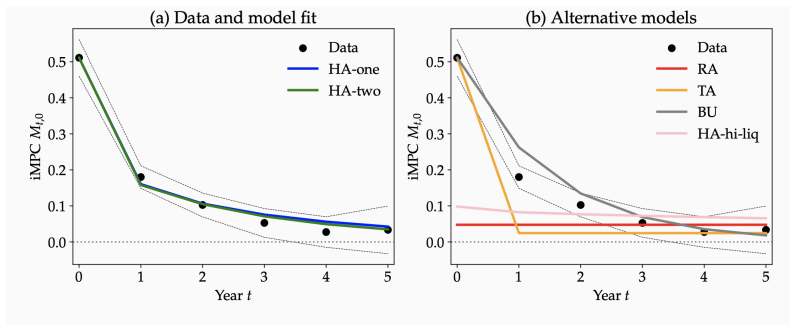 (a) Data and model fit
iMPC M_{t,0}
0.5
0.4
0.3
0.2
0.1
0.0
Data
HA-one
HA-two
0 1 2 3 4 5
Year t
(b) Alternative models
iMPC M_{t,0}
0.5
0.4
0.3
0.2
0.1
0.0
Data
RA
TA
BU
HA-hi-liq
0 1 2 3 4 5
Year t